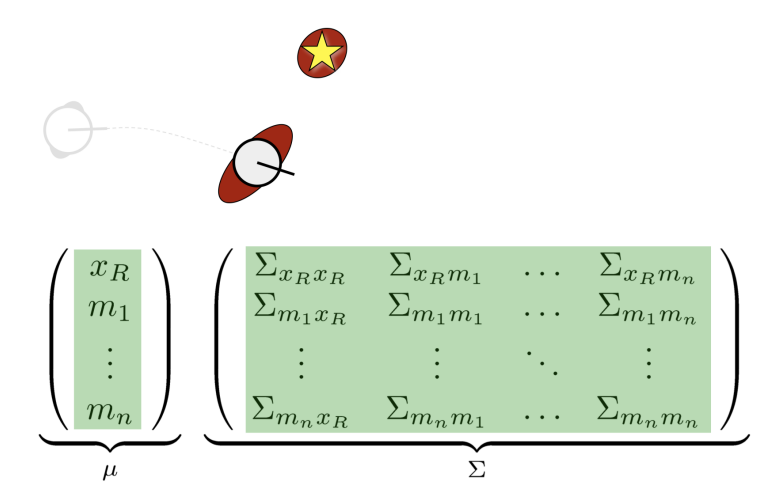 x_R Σ_{x_R x_R} Σ_{x_R m_1} … Σ_{x_R m_n}
m_1 Σ_{m_1 x_R} Σ_{m_1 m_1} … Σ_{m_1 m_n}
⋮ ⋮ ⋮ ⋱ ⋮
m_n Σ_{m_n x_R} Σ_{m_n m_1} … Σ_{m_n m_n}
μ Σ